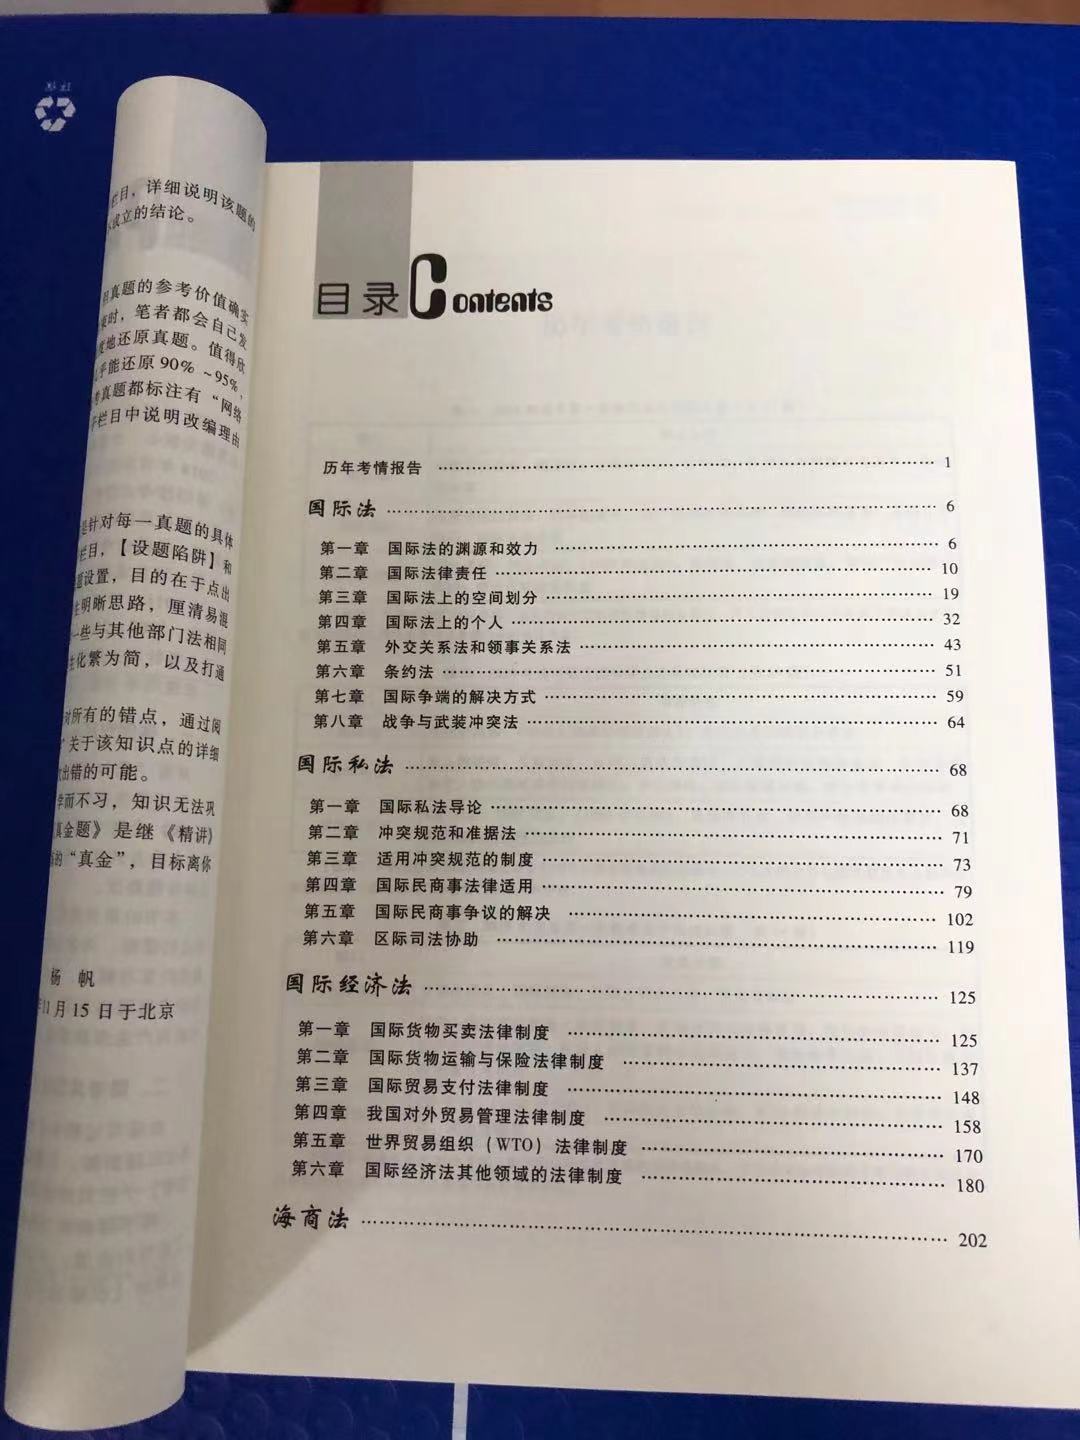 栏目，详细说明该题的
成立的结论。
真题的参考价值确实
时，笔者都会自己发
地还原真题。值得欣
乎能还原90%~95%，
真题都标注有“网络
栏目中说明改编理由
是针对每一真题的具体
栏目，【设题陷阱】和
题设置，目的在于点出
生明晰思路，厘清易混
一些与其他部门法相同
化繁为简，以及打通
对所有的错点，通过阅
”关于该知识点的详细
出错的可能。
学而不习，知识无法巩
真金题》是继《精讲》
的“真金”，目标离你
杨 帆
年11月15日于北京
目录 Contents
历年考情报告 1
国际法 6
第一章 国际法的渊源和效力 6
第二章 国际法律责任 10
第三章 国际法上的空间划分 19
第四章 国际法上的个人 32
第五章 外交关系法和领事关系法 43
第六章 条约法 51
第七章 国际争端的解决方式 59
第八章 战争与武装冲突法 64
国际私法 68
第一章 国际私法导论 68
第二章 冲突规范和准据法 71
第三章 适用冲突规范的制度 73
第四章 国际民商事法律适用 79
第五章 国际民商事争议的解决 102
第六章 区际司法协助 119
国际经济法 125
第一章 国际货物买卖法律制度 125
第二章 国际货物运输与保险法律制度 137
第三章 国际贸易支付法律制度 148
第四章 我国对外贸易管理法律制度 158
第五章 世界贸易组织（WTO）法律制度 170
第六章 国际经济法其他领域的法律制度 180
海商法 202